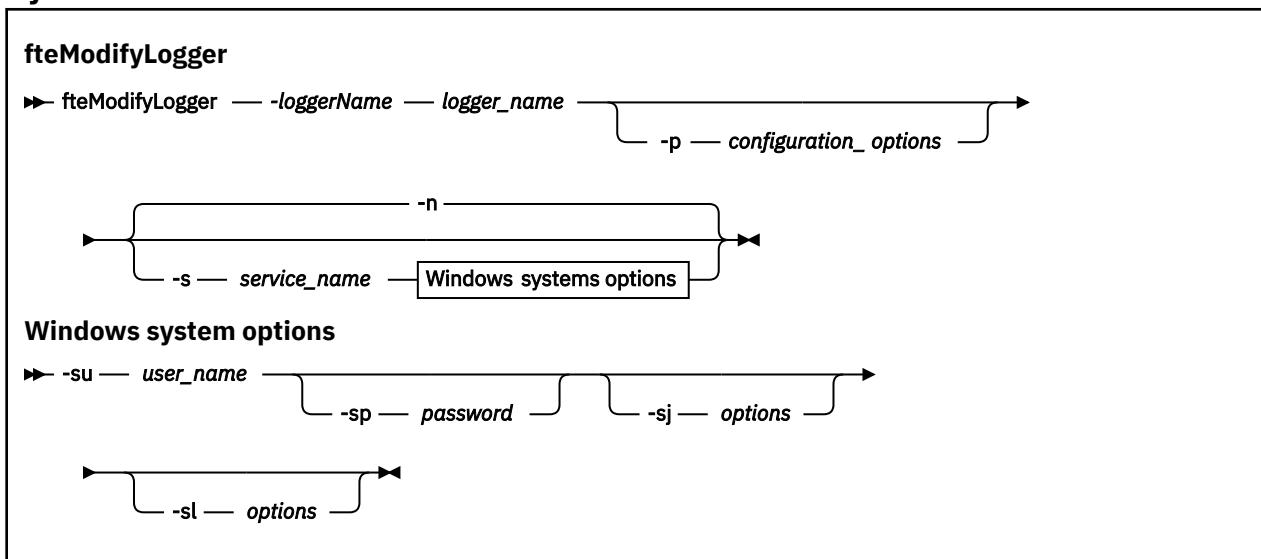 fteModifyLogger
fteModifyLogger -loggerName logger_name
-p configuration_ options
-n
-s service_name Windows systems options
Windows system options
-su user_name
-sp password -sj options
-sl options